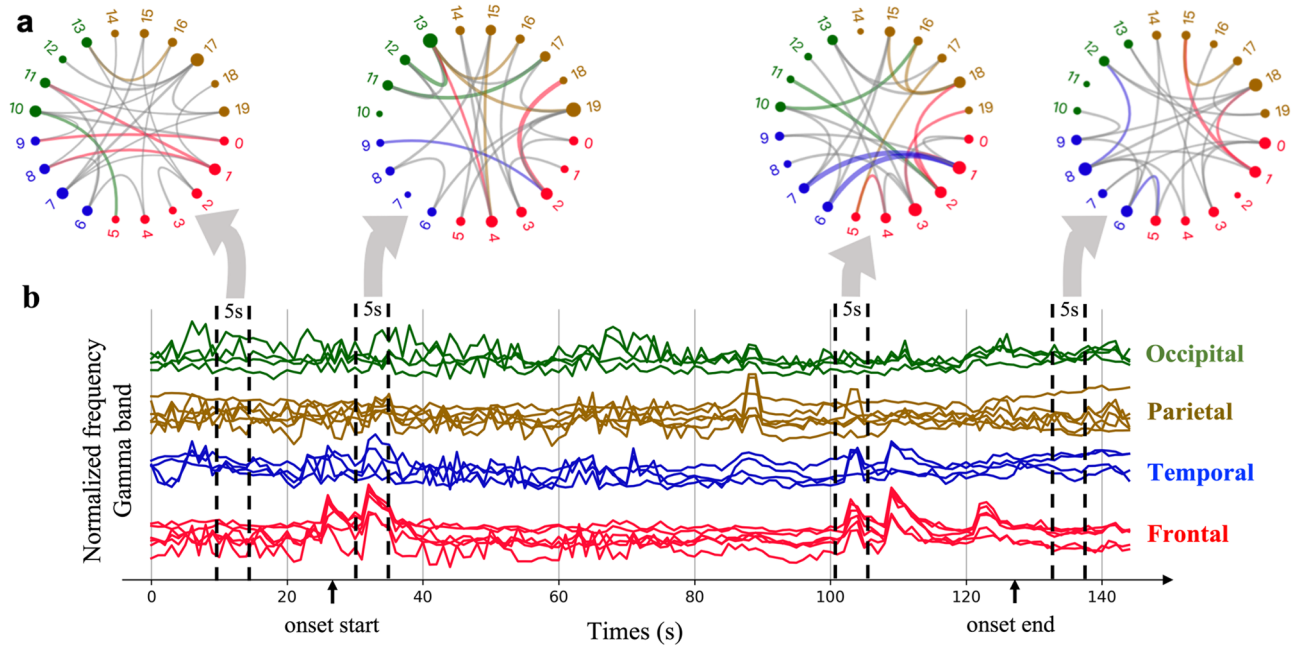 a
13 14 15 16 17 18 19 0 1 2 3 4 5 6 7 8 9 10 11 12
13 14 15 16 17 18 19 0 1 2 3 4 5 6 7 8 9 10 11 12
13 14 15 16 17 18 19 0 1 2 3 4 5 6 7 8 9 10 11 12
13 14 15 16 17 18 19 0 1 2 3 4 5 6 7 8 9 10 11 12
b
5s 5s 5s 5s
Normalized frequency
Gamma band
Occipital
Parietal
Temporal
Frontal
0 20 40 60 80 100 120 140
onset start
Times (s)
onset end